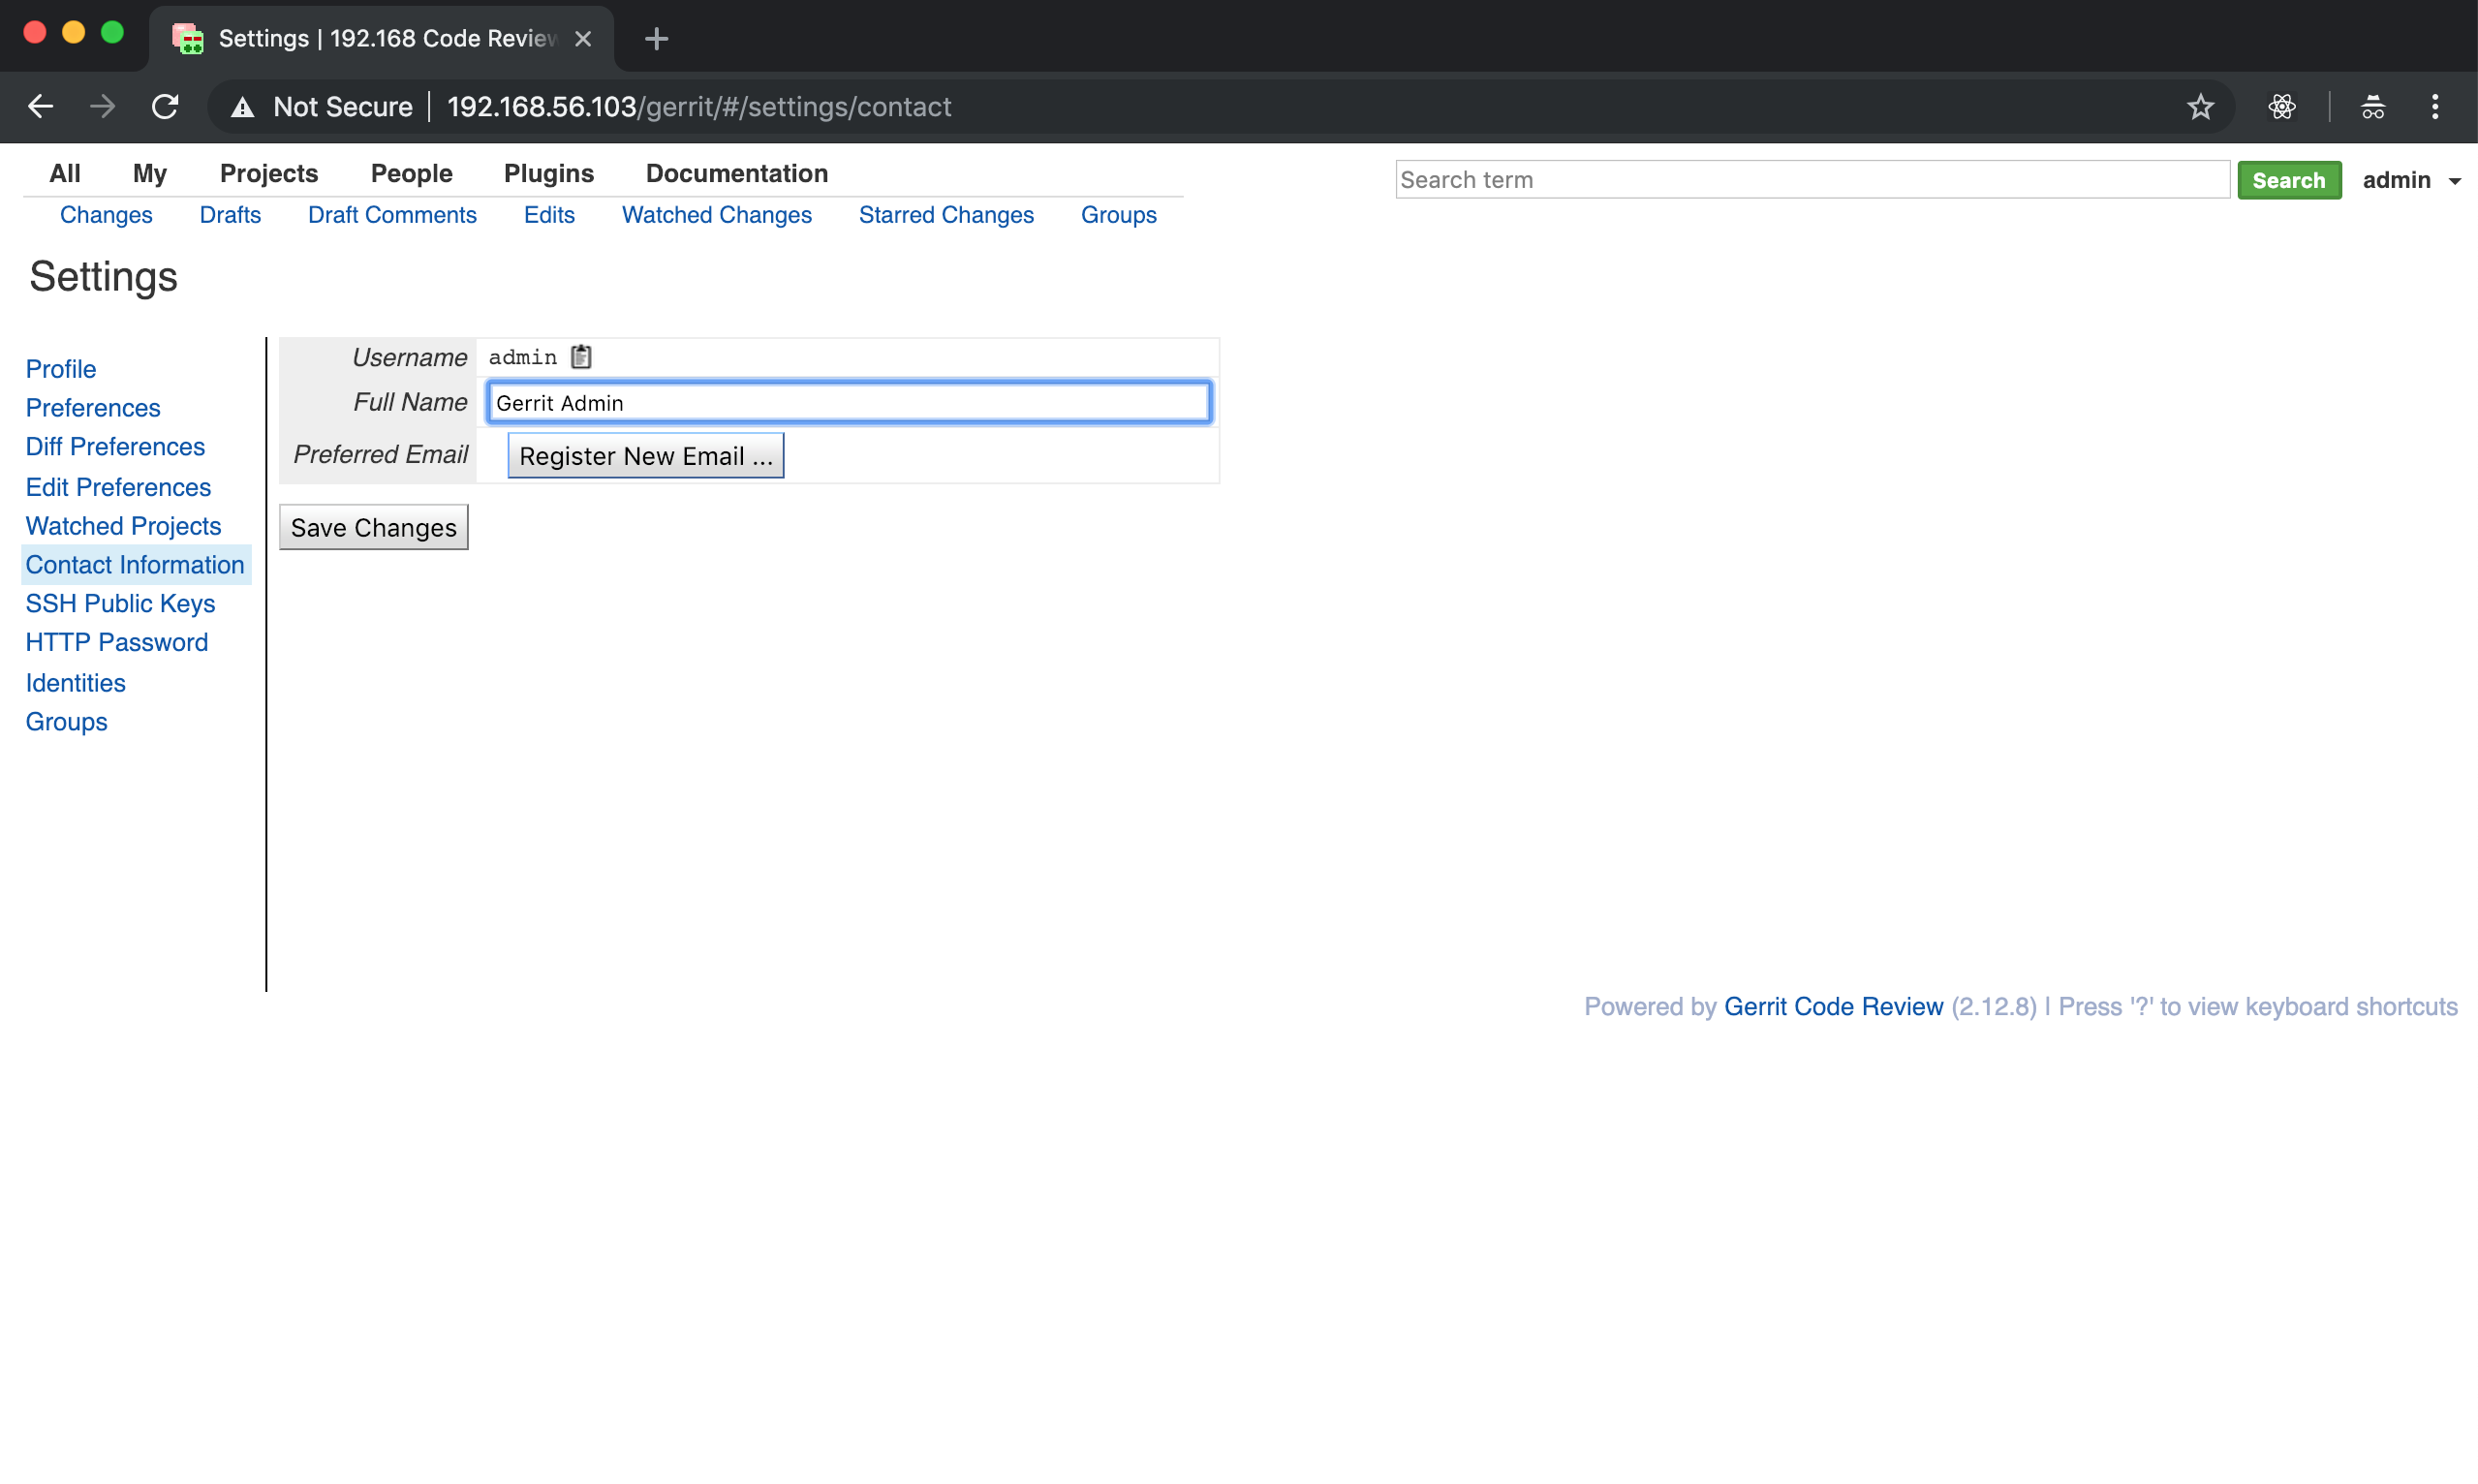 Settings | 192.168 Code Review
Not Secure | 192.168.56.103/gerrit/#/settings/contact
All My Projects People Plugins Documentation
Search term Search admin
Changes Drafts Draft Comments Edits Watched Changes Starred Changes Groups
Settings
Profile
Preferences
Diff Preferences
Edit Preferences
Watched Projects
Contact Information
SSH Public Keys
HTTP Password
Identities
Groups
Username admin
Full Name Gerrit Admin
Preferred Email Register New Email ...
Save Changes
Powered by Gerrit Code Review (2.12.8) | Press '?' to view keyboard shortcuts